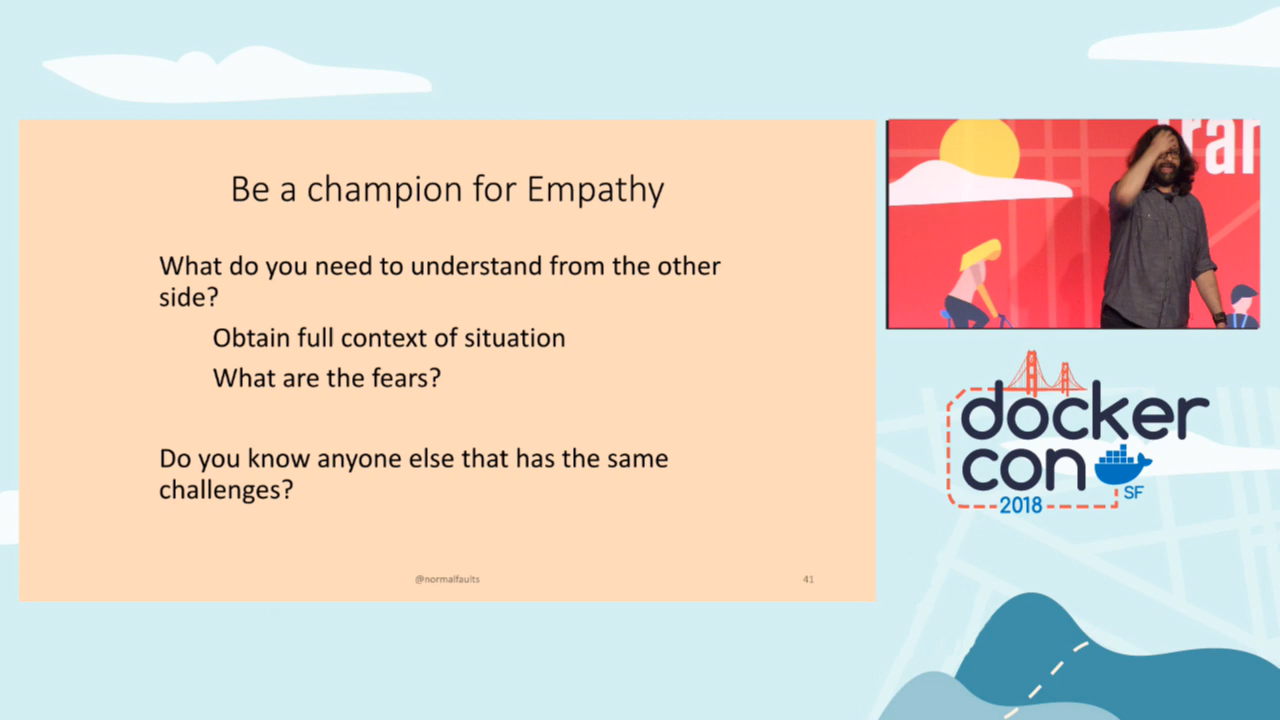 Be a champion for Empathy
What do you need to understand from the other
side?
Obtain full context of situation
What are the fears?
Do you know anyone else that has the same
challenges?
@normalfaults
41
docker
con
2018
SF